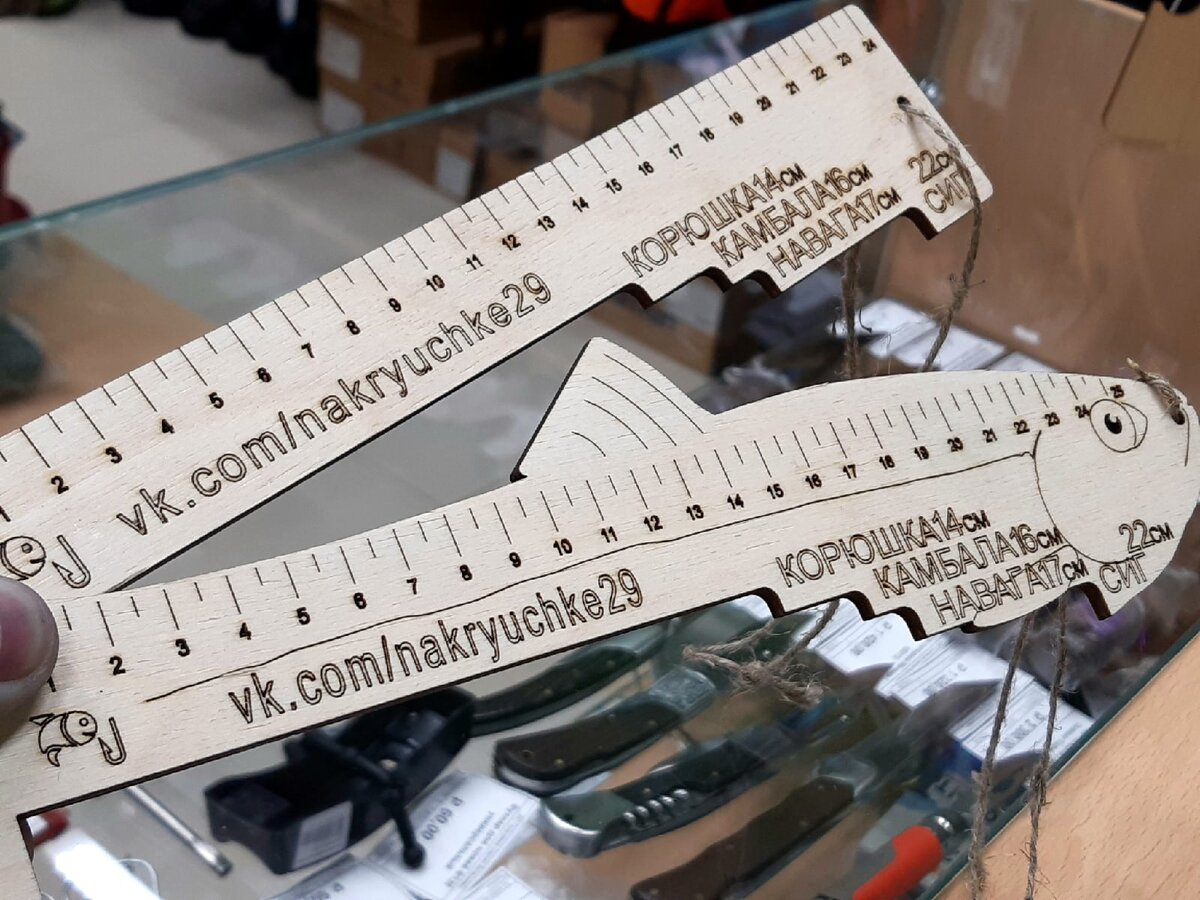 2 3 4 5 6 7 8 9 10 11 12 13 14 15 16 17 18 19 20 21 22 23 24
vk.com/nakryuchke29
КОРЮШКА14СМ
КАМБАЛА16СМ
НАВАГА17СМ
22СМ
СИГ
1 2 3 4 5 6 7 8 9 10 11 12 13 14 15 16 17 18 19 20 21 22 23 24 25
vk.com/nakryuchke29
КОРЮШКА14СМ
КАМБАЛА16СМ
НАВАГА17СМ
22СМ
СИГ